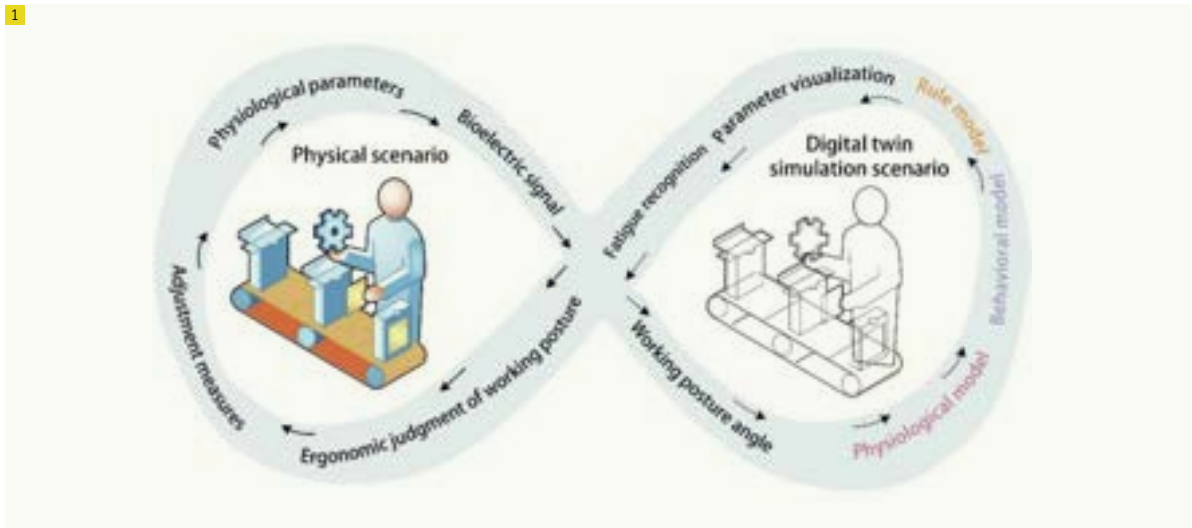 1
Physiological parameters
Bioelectric signal
Physical scenario
Adjustment measures
Ergonomic judgment of working posture
Parameter visualization
Fatigue recognition
Rule model
Digital twin
simulation scenario
Behavioral model
Working posture angle
Physiological model